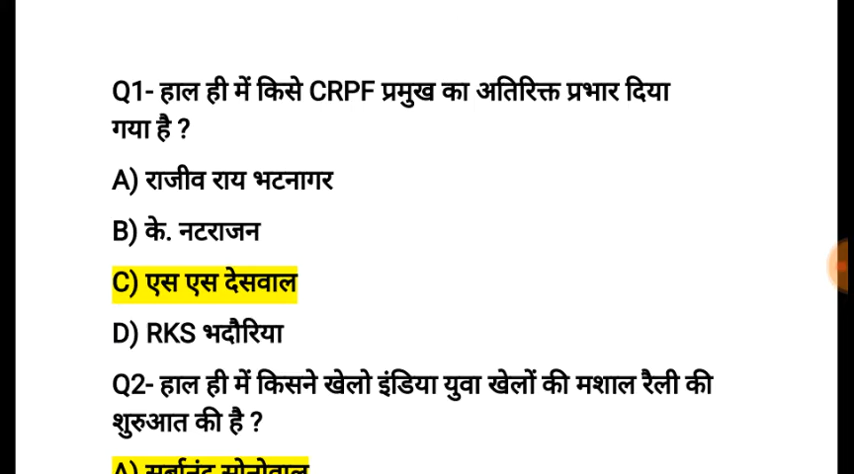 Q1- हाल ही में किसे CRPF प्रमुख का अतिरिक्त प्रभार दिया
गया है ?
A) राजीव राय भटनागर
B) के. नटराजन
C) एस एस देसवाल
D) RKS भदौरिया
Q2- हाल ही में किसने खेलो इंडिया युवा खेलों की मशाल रैली की
शुरुआत की है ?
A) सर्बानंद सोनोवाल